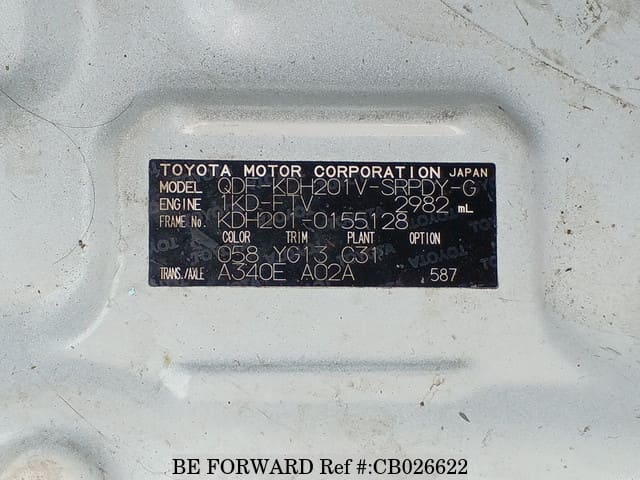 TOYOTA MOTOR CORPORATION JAPAN
MODEL QDF-KDH201V-SRPDY-G
ENGINE 1KD-FTV 2982 mL
FRAME No. KDH201-0155128
COLOR TRIM PLANT OPTION
058 YG13 C31
TRANS./AXLE A340E A02A 587
BE FORWARD Ref #:CB026622